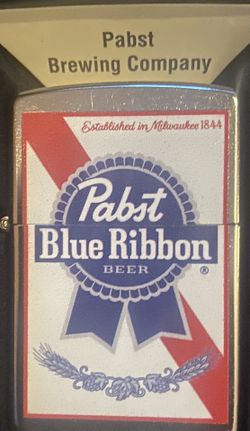 Pabst
Brewing Company
Established in Milwaukee 1844
Pabst
Blue Ribbon
BEER
®